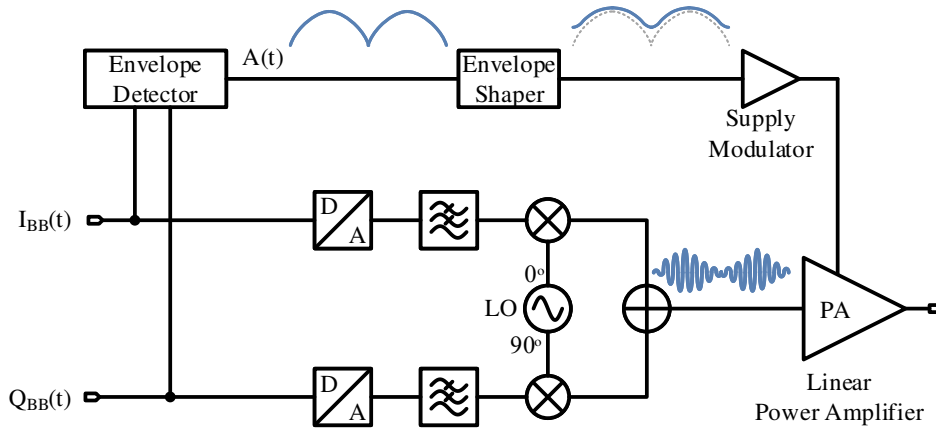 A(t)
Envelope
Detector
Envelope
Shaper
Supply
Modulator
I_BB(t)
D
A
0°
LO
90°
PA
Q_BB(t)
D
A
Linear
Power Amplifier